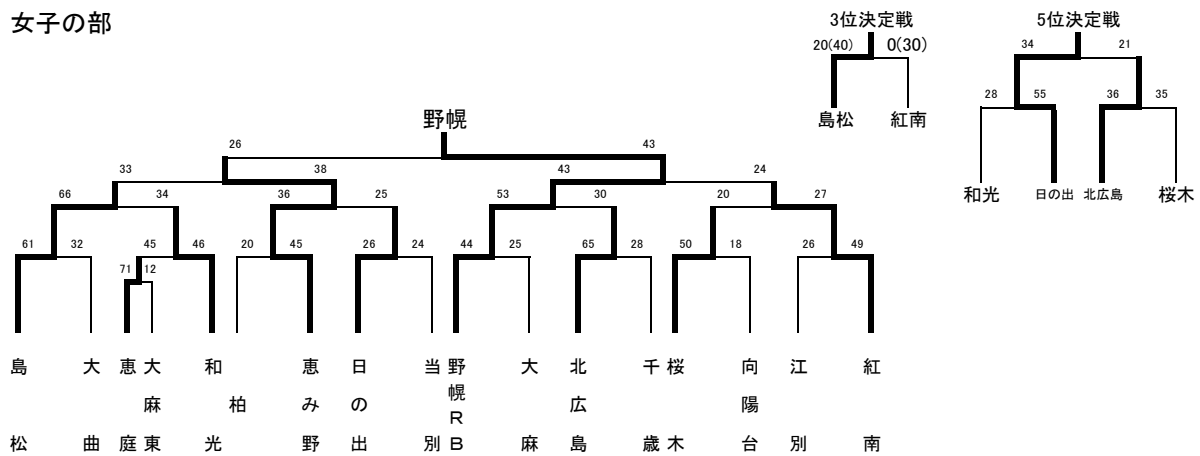 女子の部
3位決定戦
5位決定戦
20(40) 0(30)
34 21
28 55 36 35
島松 紅南
和光 日の出 北広島 桜木
野幌
26 43
33 38 43 24
66 34 36 25 53 30 20 27
61 32 45 46 20 45 26 24 44 25 65 28 50 18 26 49
71 12
島松
大曲
恵庭
大麻東
和光
柏
恵み野
日の出
当別
野幌RB
大麻
北広島
千歳
桜木
向陽台
江別
紅南